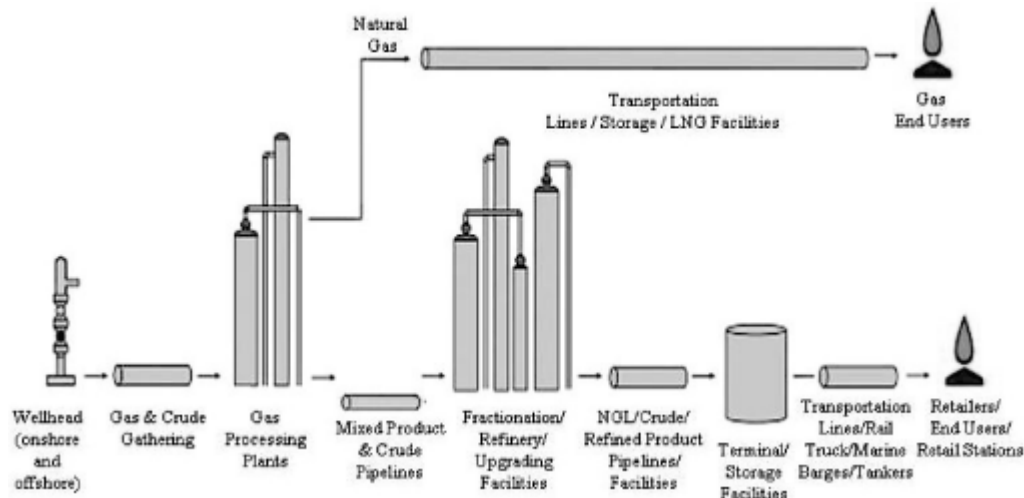 Natural
Gas
Transportation
Lines / Storage / LNG Facilities
Gas
End Users
Wellhead
(onshore
and
offshore)
Gas & Crude
Gathering
Gas
Processing
Plants
Mixed Product
& Crude
Pipelines
Fractionation/
Refinery/
Upgrading
Facilities
NGL/Crude/
Refined Product
Pipelines/
Facilities
Terminal/
Storage
Facilities
Transportation
Lines/Rail
Truck/Marine
Barges/Tankers
Retailers/
End Users/
Retail Stations